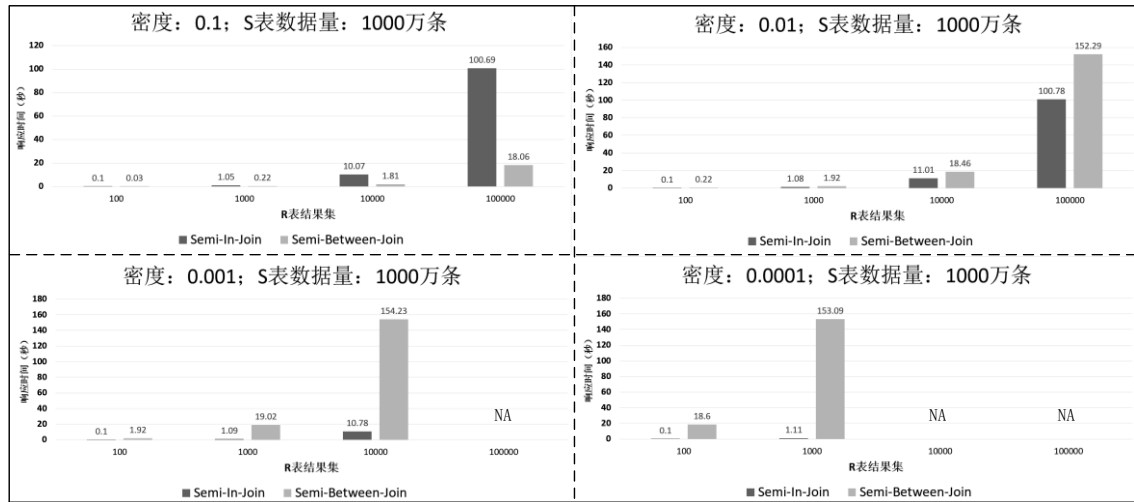 密度：0.1；S表数据量：1000万条
120
100
80
60
40
20
0
响应时间（秒）
0.1 0.03
1.05 0.22
10.07 1.81
100.69 18.06
100 1000 10000 100000
R表结果集
Semi-In-Join Semi-Between-Join
密度：0.01；S表数据量：1000万条
160
140
120
100
80
60
40
20
0
响应时间（秒）
0.1 0.22
1.08 1.92
11.01 18.46
100.78 152.29
100 1000 10000 100000
R表结果集
Semi-In-Join Semi-Between-Join
密度：0.001；S表数据量：1000万条
180
160
140
120
100
80
60
40
20
0
响应时间（秒）
0.1 1.92
1.09 19.02
10.78 154.23
NA
100 1000 10000 100000
R表结果集
Semi-In-Join Semi-Between-Join
密度：0.0001；S表数据量：1000万条
180
160
140
120
100
80
60
40
20
0
响应时间（秒）
0.1 18.6
1.11 153.09
NA NA
100 1000 10000 100000
R表结果集
Semi-In-Join Semi-Between-Join